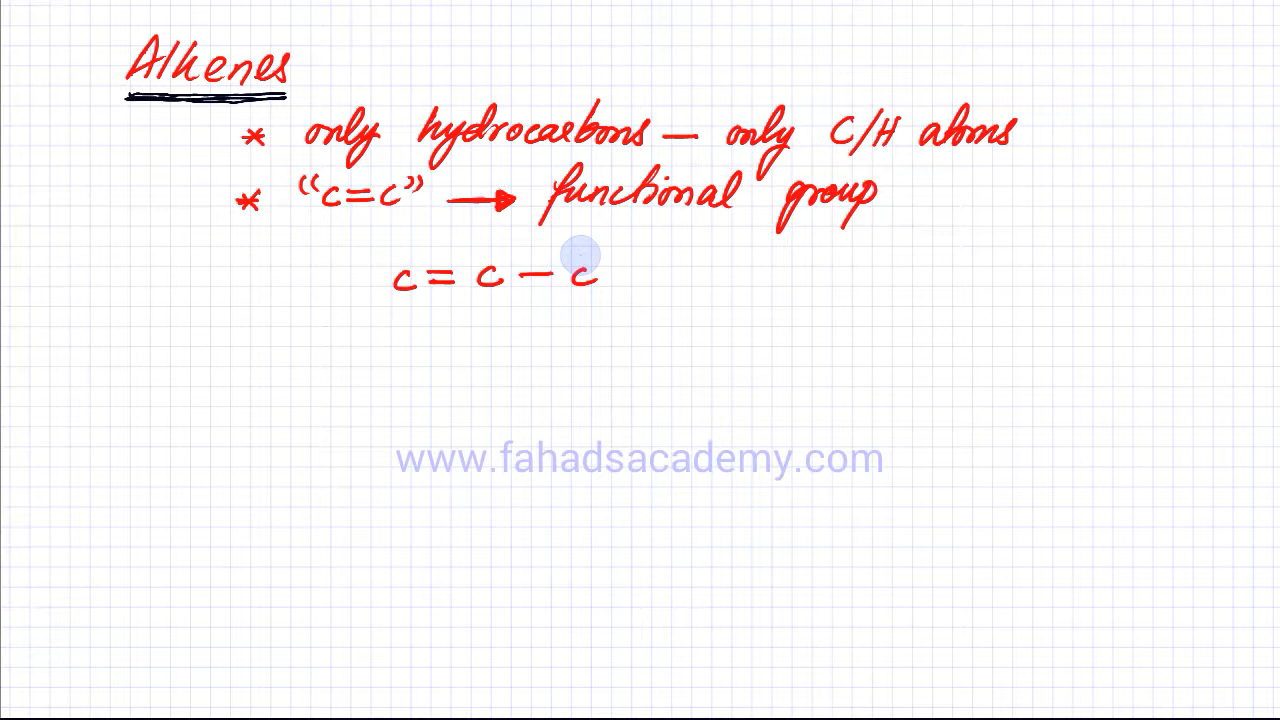 Alkenes
* only hydrocarbons — only C/H atoms
* "C=C" → functional group
C = C - C
www.fahadsacademy.com